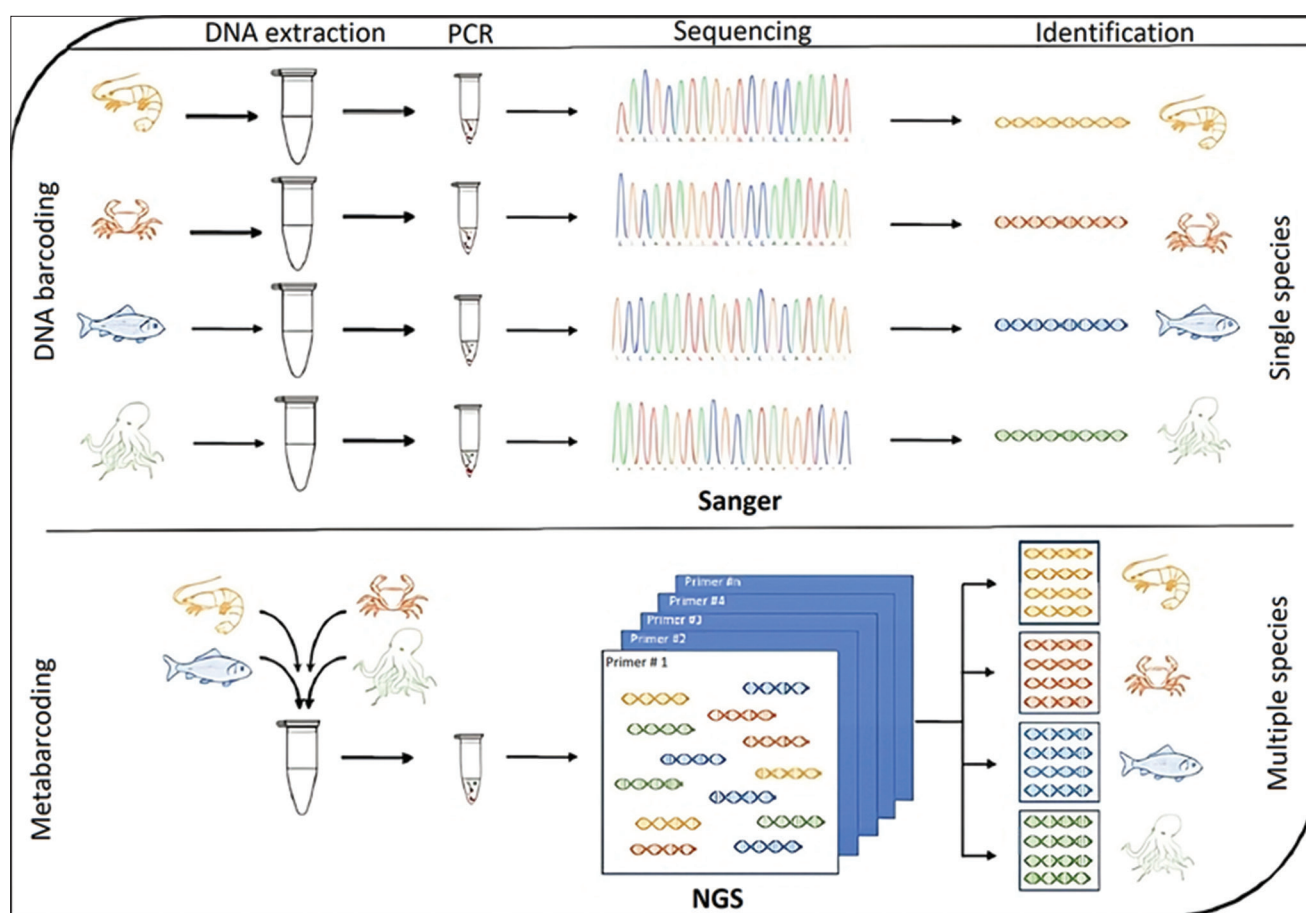 DNA extraction PCR Sequencing Identification
DNA barcoding
Single species
Sanger
Metabarcoding
Primer #n
Primer #4
Primer #3
Primer #2
Primer # 1
Multiple species
NGS